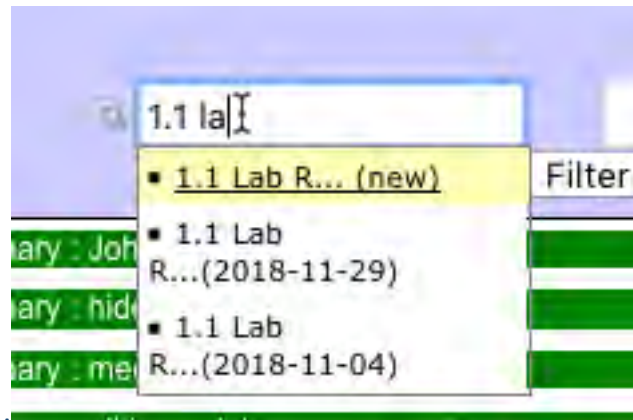 1.1 la
1.1 Lab R... (new)
Filter
1.1 Lab
R...(2018-11-29)
1.1 Lab
R...(2018-11-04)
ary : Joh
ary : hid
ary : me